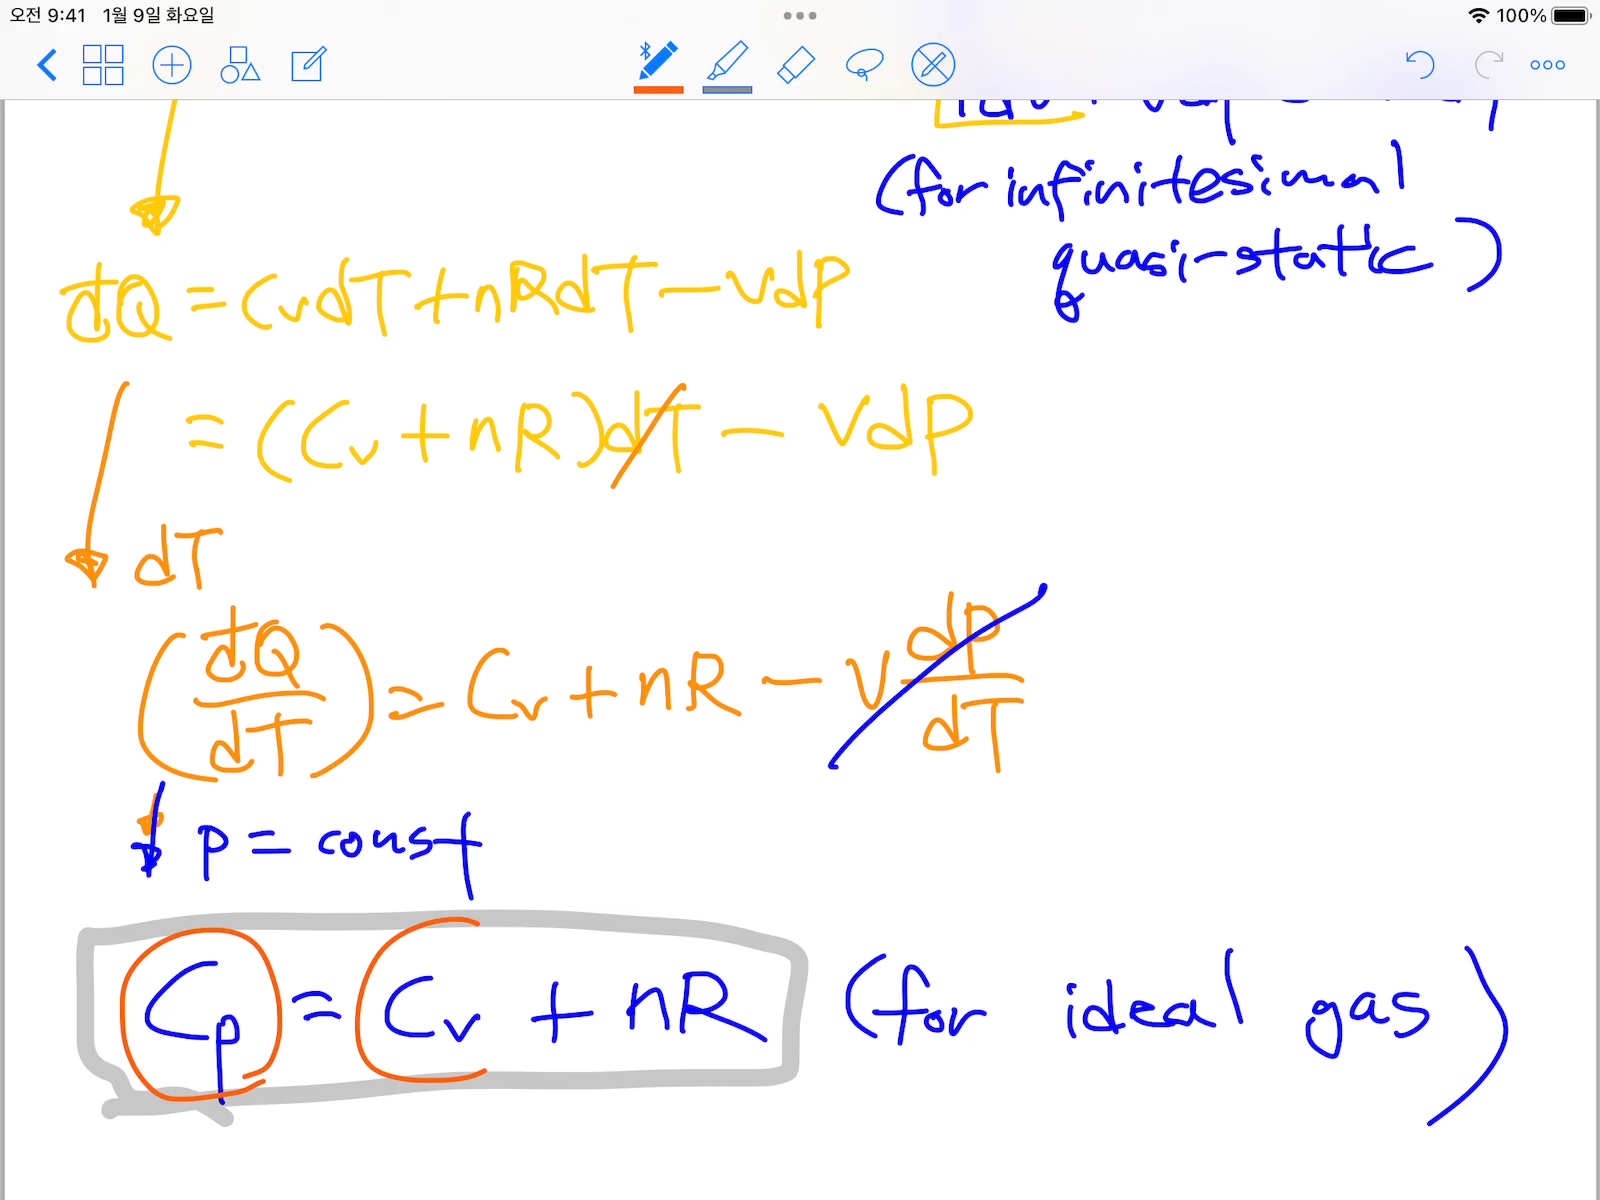 오전 9:41 1월 9일 화요일 100%
(for infinitesimal
quasi-static)
đQ = CvdT + nRdT - VdP
= (Cv + nR)dT - VdP
dT
(đQ/dT) = Cv + nR - V dP/dT
P = const
Cp = Cv + nR (for ideal gas)